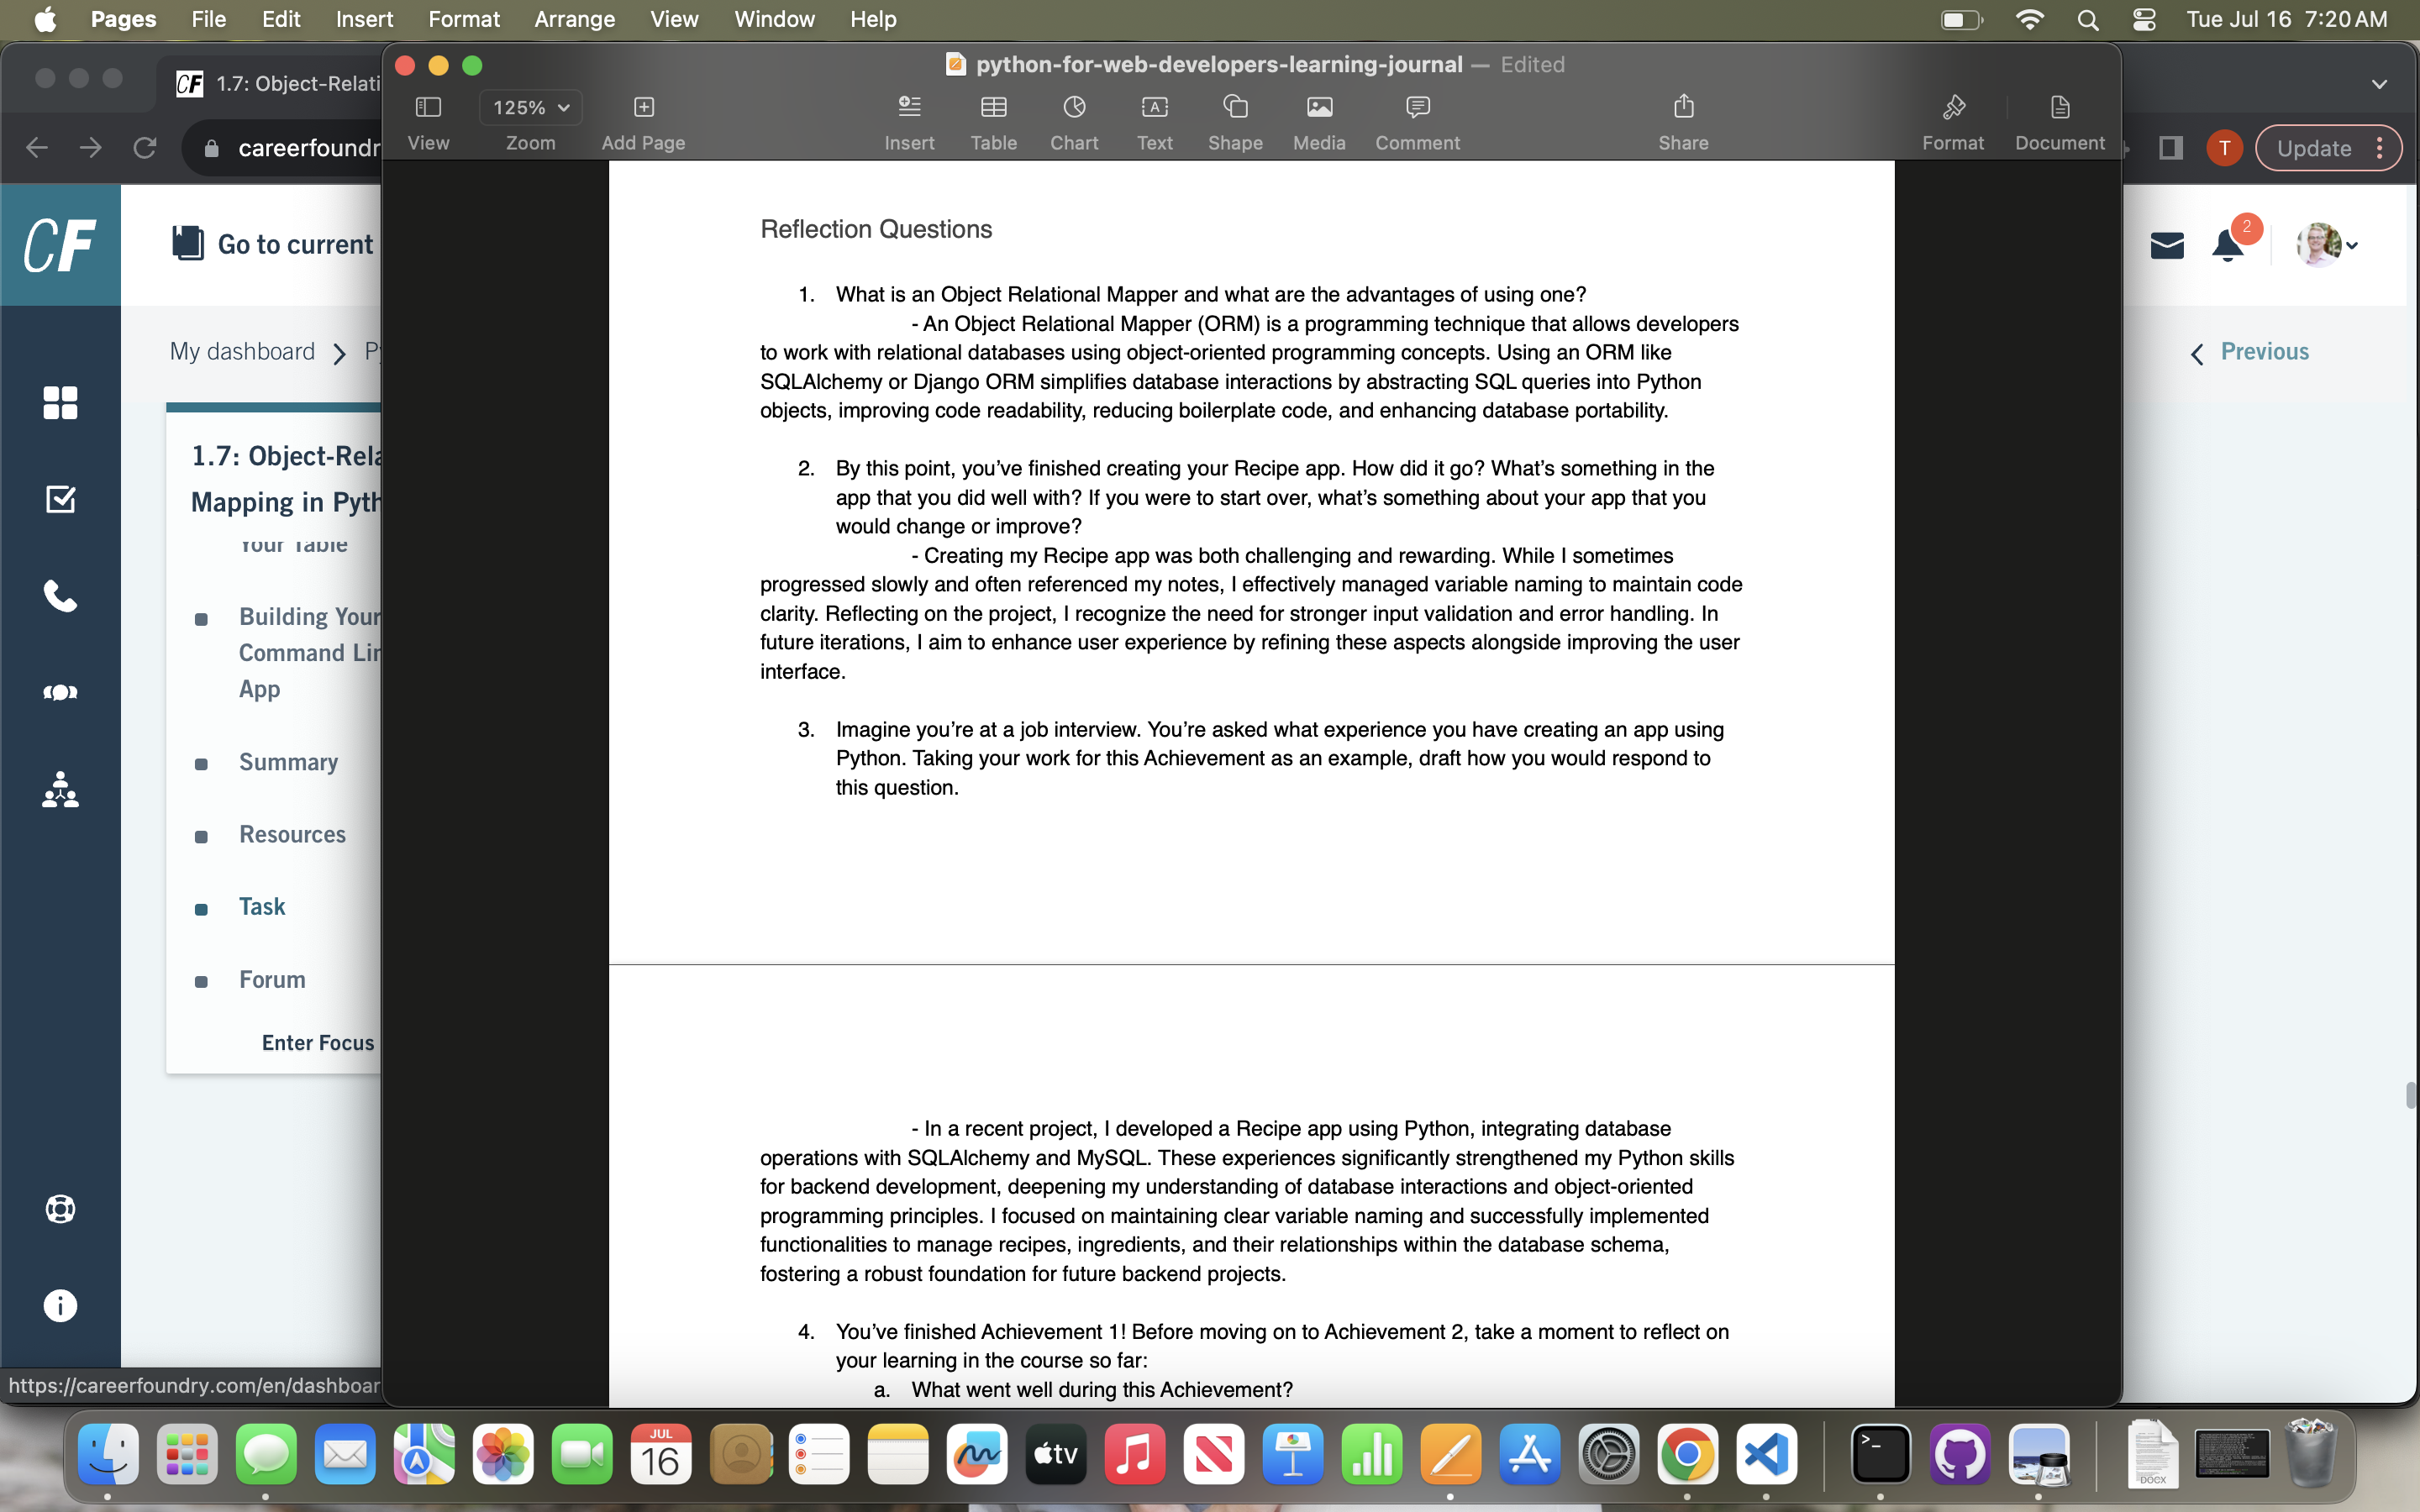 Pages File Edit Insert Format Arrange View Window Help Tue Jul 16 7:20 AM
CF 1.7: Object-Relati
python-for-web-developers-learning-journal — Edited
125%
View Zoom Add Page Insert Table Chart Text Shape Media Comment Share Format Document
careerfoundr
T Update
CF Go to current
2
My dashboard
Previous
1.7: Object-Rela
Mapping in Pyth
Your Table
Building Your
Command Lin
App
Summary
Resources
Task
Forum
Enter Focus
https://careerfoundry.com/en/dashboar
Reflection Questions
1. What is an Object Relational Mapper and what are the advantages of using one?
- An Object Relational Mapper (ORM) is a programming technique that allows developers
to work with relational databases using object-oriented programming concepts. Using an ORM like
SQLAlchemy or Django ORM simplifies database interactions by abstracting SQL queries into Python
objects, improving code readability, reducing boilerplate code, and enhancing database portability.
2. By this point, you’ve finished creating your Recipe app. How did it go? What’s something in the
app that you did well with? If you were to start over, what’s something about your app that you
would change or improve?
- Creating my Recipe app was both challenging and rewarding. While I sometimes
progressed slowly and often referenced my notes, I effectively managed variable naming to maintain code
clarity. Reflecting on the project, I recognize the need for stronger input validation and error handling. In
future iterations, I aim to enhance user experience by refining these aspects alongside improving the user
interface.
3. Imagine you’re at a job interview. You’re asked what experience you have creating an app using
Python. Taking your work for this Achievement as an example, draft how you would respond to
this question.
- In a recent project, I developed a Recipe app using Python, integrating database
operations with SQLAlchemy and MySQL. These experiences significantly strengthened my Python skills
for backend development, deepening my understanding of database interactions and object-oriented
programming principles. I focused on maintaining clear variable naming and successfully implemented
functionalities to manage recipes, ingredients, and their relationships within the database schema,
fostering a robust foundation for future backend projects.
4. You’ve finished Achievement 1! Before moving on to Achievement 2, take a moment to reflect on
your learning in the course so far:
a. What went well during this Achievement?
JUL
16
tv
DOCX